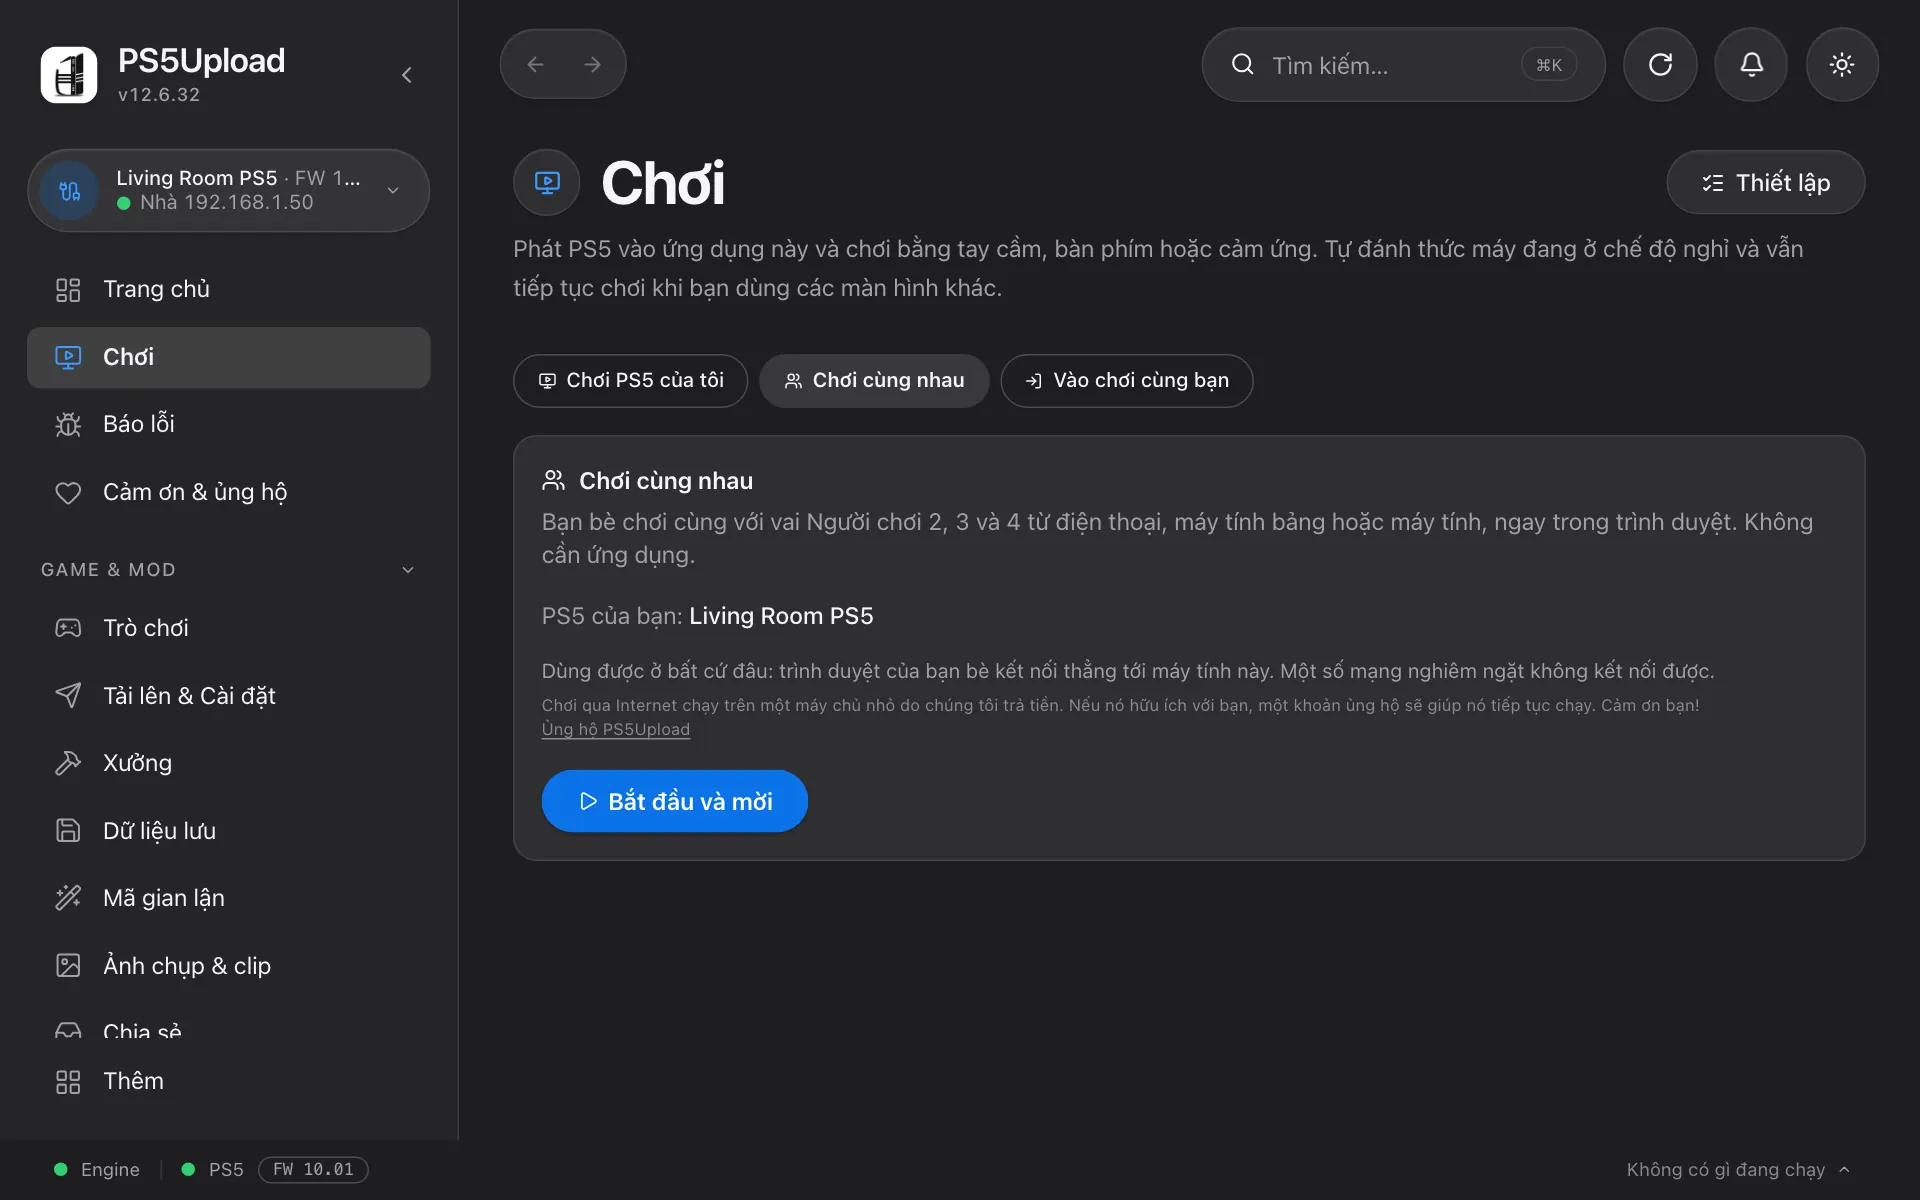 PS5Upload
v12.6.32
Living Room PS5 · FW 1...
Nhà 192.168.1.50
Trang chủ
Chơi
Báo lỗi
Cảm ơn & ủng hộ
GAME & MOD
Trò chơi
Tải lên & Cài đặt
Xưởng
Dữ liệu lưu
Mã gian lận
Ảnh chụp & clip
Chia sẻ
Thêm
Tìm kiếm...
⌘K
Chơi
Thiết lập
Phát PS5 vào ứng dụng này và chơi bằng tay cầm, bàn phím hoặc cảm ứng. Tự đánh thức máy đang ở chế độ nghỉ và vẫn
tiếp tục chơi khi bạn dùng các màn hình khác.
Chơi PS5 của tôi
Chơi cùng nhau
Vào chơi cùng bạn
Chơi cùng nhau
Bạn bè chơi cùng với vai Người chơi 2, 3 và 4 từ điện thoại, máy tính bảng hoặc máy tính, ngay trong trình duyệt. Không
cần ứng dụng.
PS5 của bạn: Living Room PS5
Dùng được ở bất cứ đâu: trình duyệt của bạn bè kết nối thẳng tới máy tính này. Một số mạng nghiêm ngặt không kết nối được.
Chơi qua Internet chạy trên một máy chủ nhỏ do chúng tôi trả tiền. Nếu nó hữu ích với bạn, một khoản ủng hộ sẽ giúp nó tiếp tục chạy. Cảm ơn bạn!
Ủng hộ PS5Upload
Bắt đầu và mời
Engine
PS5
FW 10.01
Không có gì đang chạy